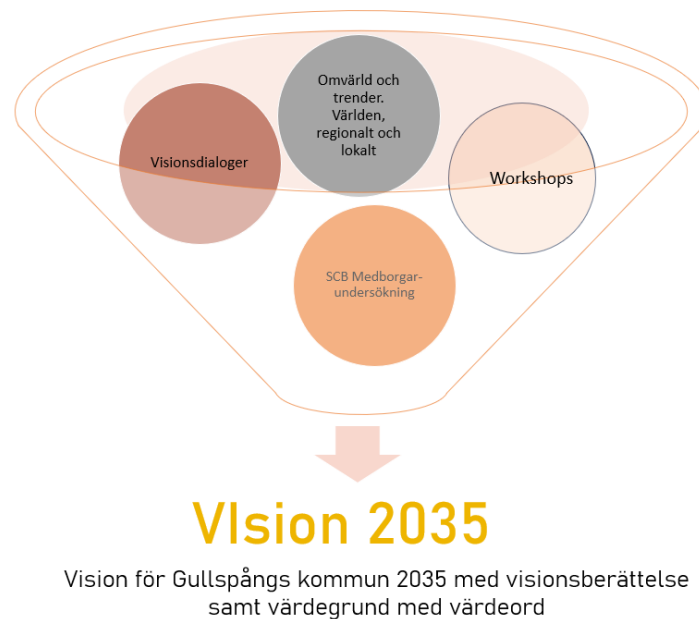 Omvärld och
trender.
Världen,
regionalt och
lokalt
Visionsdialoger
Workshops
SCB Medborgar-
undersökning
VIsion 2035
Vision för Gullspångs kommun 2035 med visionsberättelse
samt värdegrund med värdeord